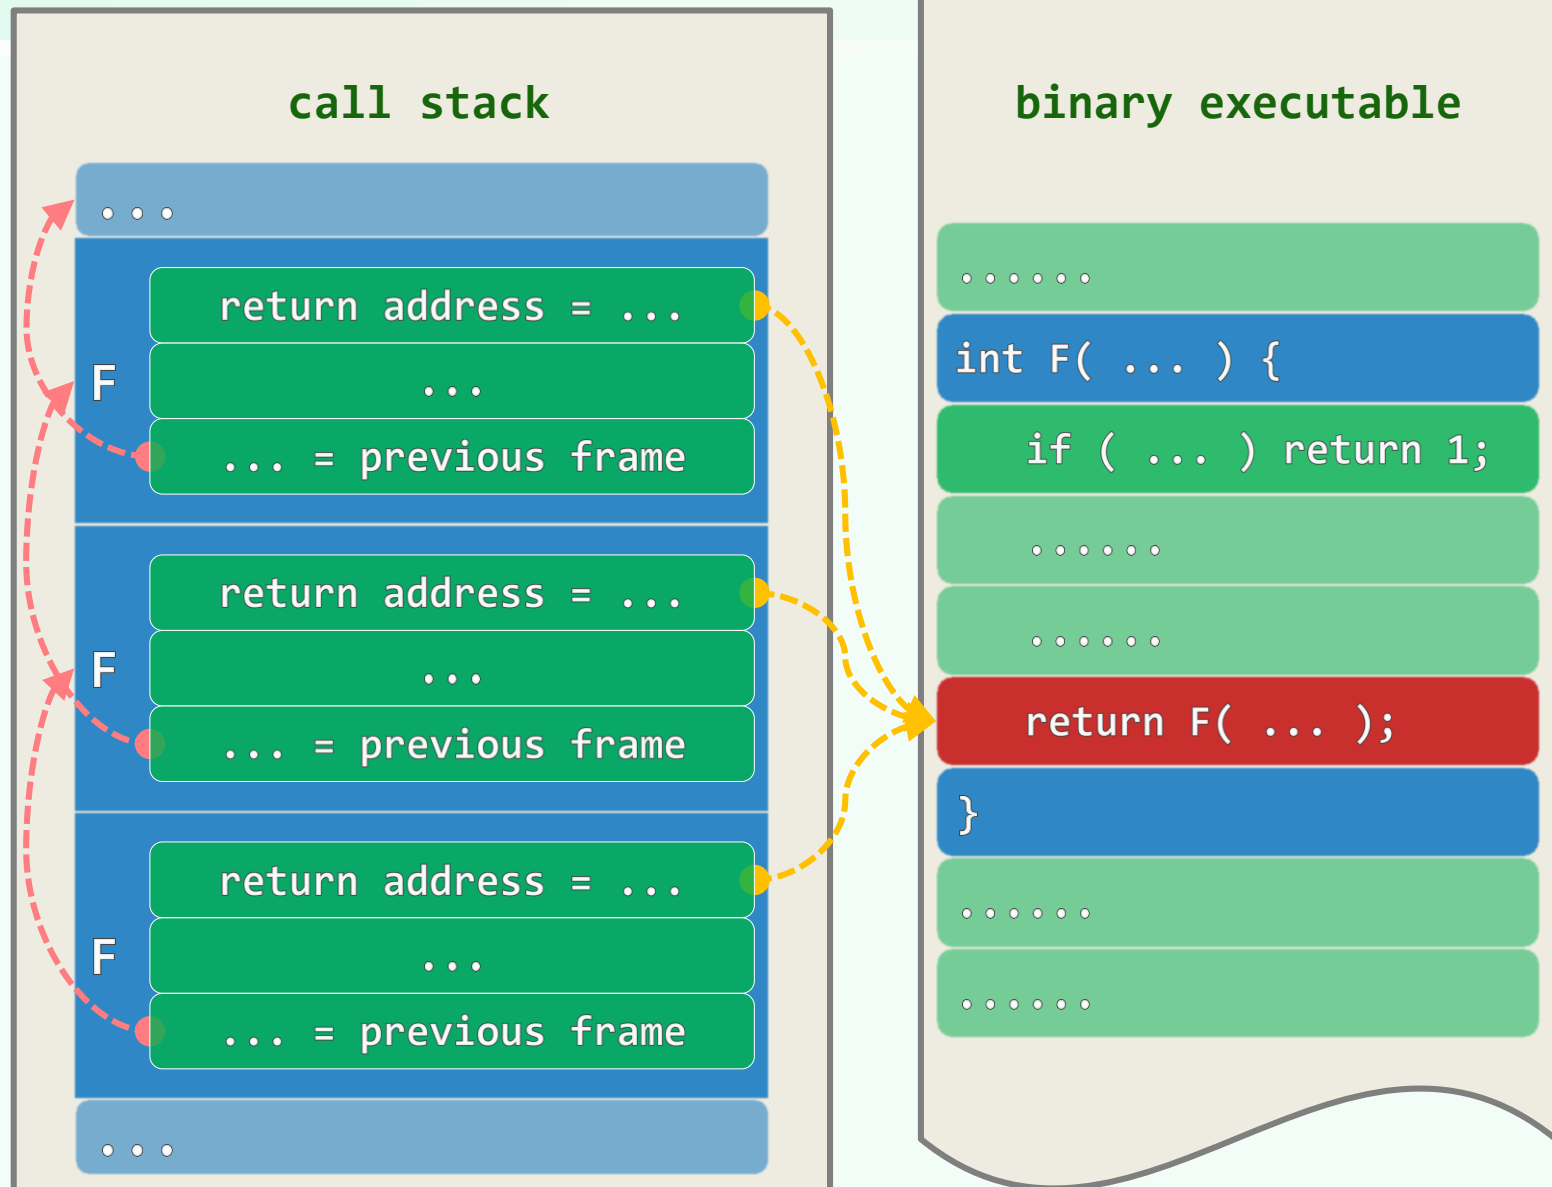 call stack
...
F
return address = ...
...
... = previous frame
F
return address = ...
...
... = previous frame
F
return address = ...
...
... = previous frame
...
binary executable
......
int F( ... ) {
if ( ... ) return 1;
......
......
return F( ... );
}
......
......